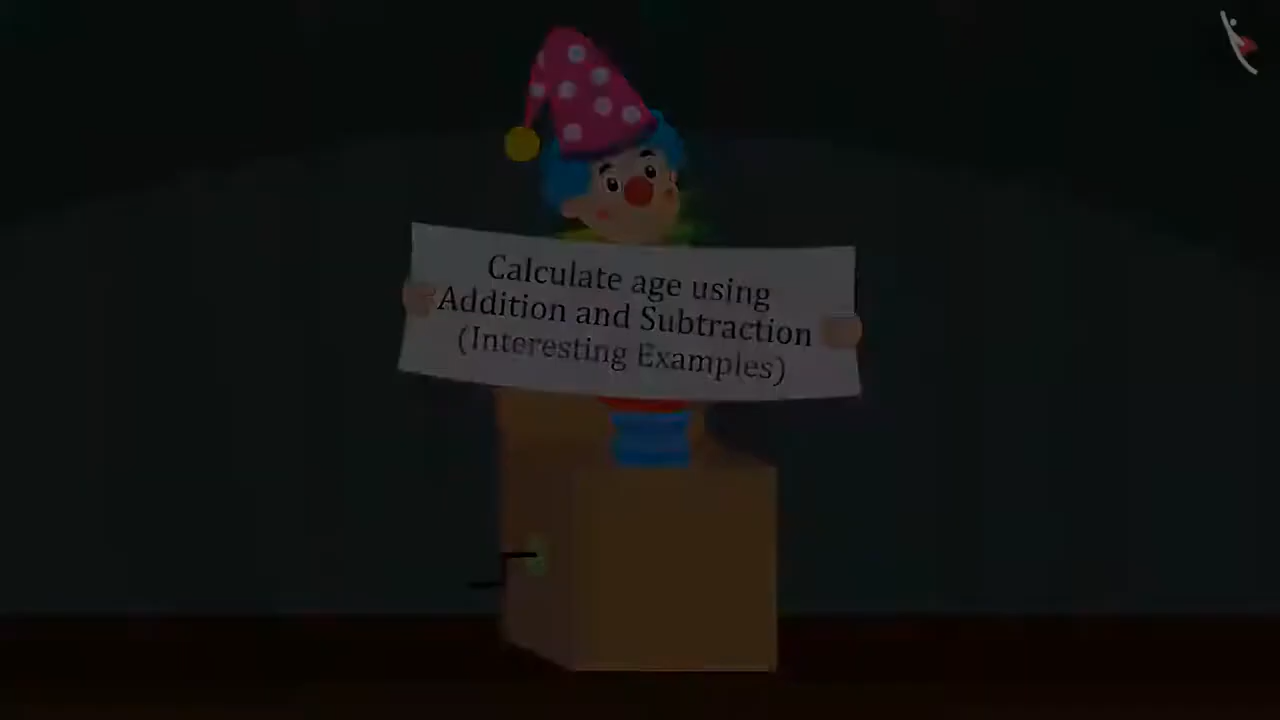 Calculate age using
Addition and Subtraction
(Interesting Examples)